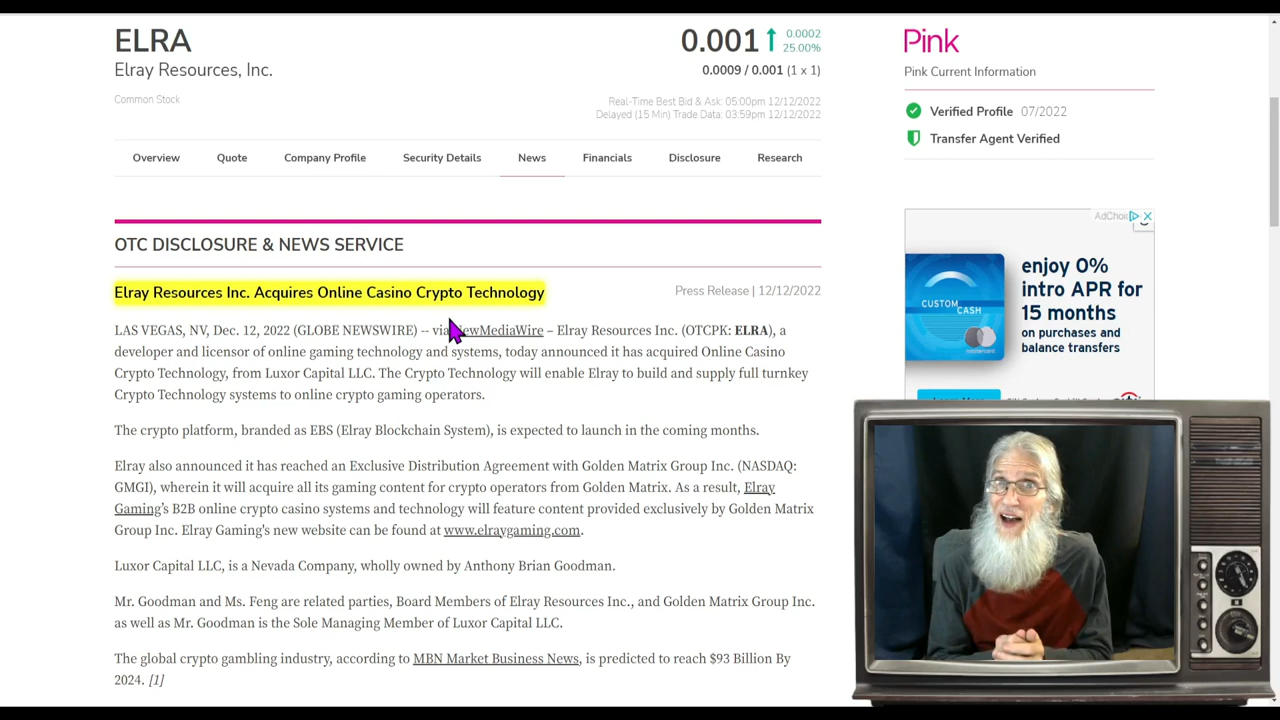 ELRA
0.001
0.0002
25.00%
Elray Resources, Inc.
0.0009 / 0.001 (1 x 1)
Common Stock
Real-Time Best Bid & Ask: 05:00pm 12/12/2022
Delayed (15 Min) Trade Data: 03:59pm 12/12/2022
Pink
Pink Current Information
Verified Profile 07/2022
Transfer Agent Verified
Overview Quote Company Profile Security Details News Financials Disclosure Research
OTC DISCLOSURE & NEWS SERVICE
Elray Resources Inc. Acquires Online Casino Crypto Technology
Press Release | 12/12/2022
LAS VEGAS, NV, Dec. 12, 2022 (GLOBE NEWSWIRE) -- via NewMediaWire – Elray Resources Inc. (OTCPK: ELRA), a
developer and licensor of online gaming technology and systems, today announced it has acquired Online Casino
Crypto Technology, from Luxor Capital LLC. The Crypto Technology will enable Elray to build and supply full turnkey
Crypto Technology systems to online crypto gaming operators.
The crypto platform, branded as EBS (Elray Blockchain System), is expected to launch in the coming months.
Elray also announced it has reached an Exclusive Distribution Agreement with Golden Matrix Group Inc. (NASDAQ:
GMGI), wherein it will acquire all its gaming content for crypto operators from Golden Matrix. As a result, Elray
Gaming's B2B online crypto casino systems and technology will feature content provided exclusively by Golden Matrix
Group Inc. Elray Gaming's new website can be found at www.elraygaming.com.
Luxor Capital LLC, is a Nevada Company, wholly owned by Anthony Brian Goodman.
Mr. Goodman and Ms. Feng are related parties, Board Members of Elray Resources Inc., and Golden Matrix Group Inc.
as well as Mr. Goodman is the Sole Managing Member of Luxor Capital LLC.
The global crypto gambling industry, according to MBN Market Business News, is predicted to reach $93 Billion By
2024. [1]
enjoy 0%
intro APR for
15 months
on purchases and
balance transfers
CUSTOM
CASH
mastercard